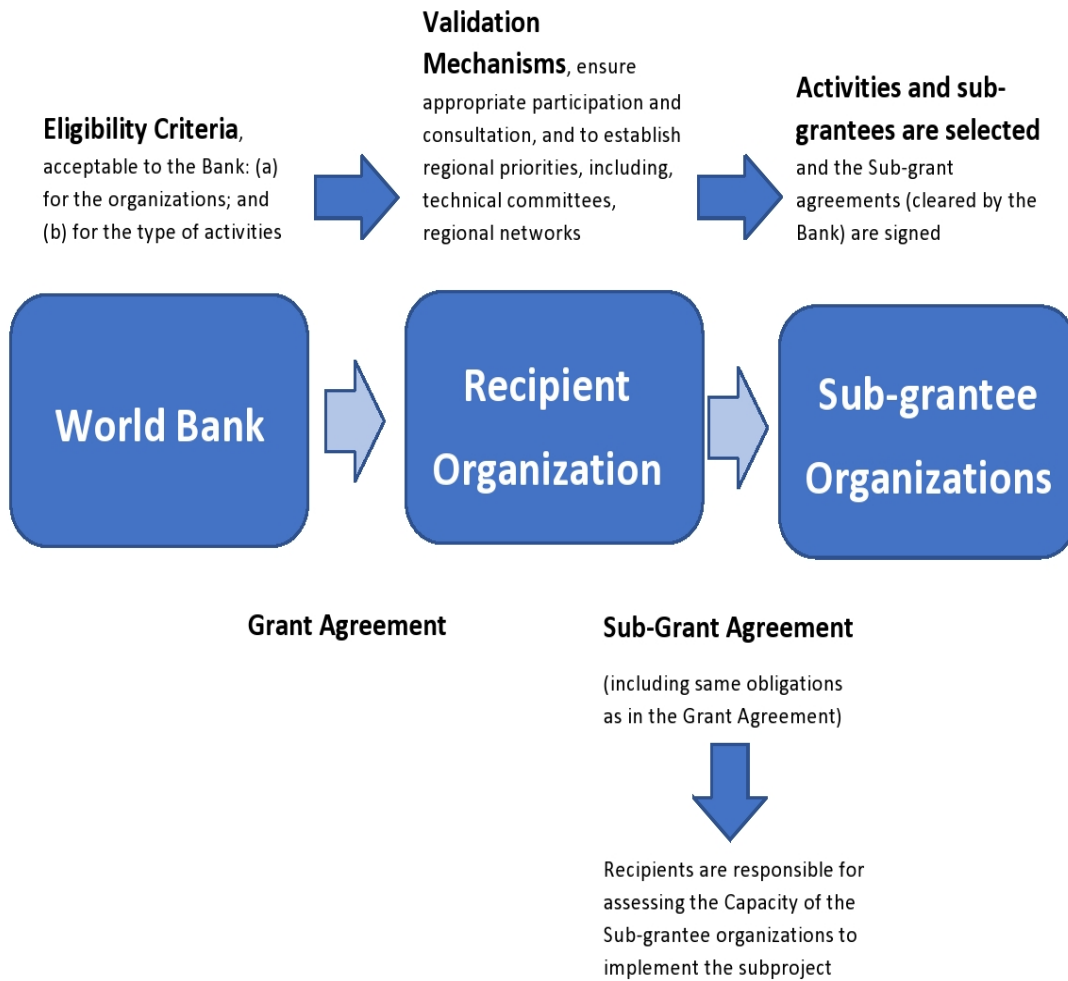 Eligibility Criteria,
acceptable to the Bank: (a)
for the organizations; and
(b) for the type of activities
Validation
Mechanisms, ensure
appropriate participation and
consultation, and to establish
regional priorities, including,
technical committees,
regional networks
Activities and sub-
grantees are selected
and the Sub-grant
agreements (cleared by the
Bank) are signed
World Bank
Recipient
Organization
Sub-grantee
Organizations
Grant Agreement
Sub-Grant Agreement
(including same obligations
as in the Grant Agreement)
Recipients are responsible for
assessing the Capacity of the
Sub-grantee organizations to
implement the subproject